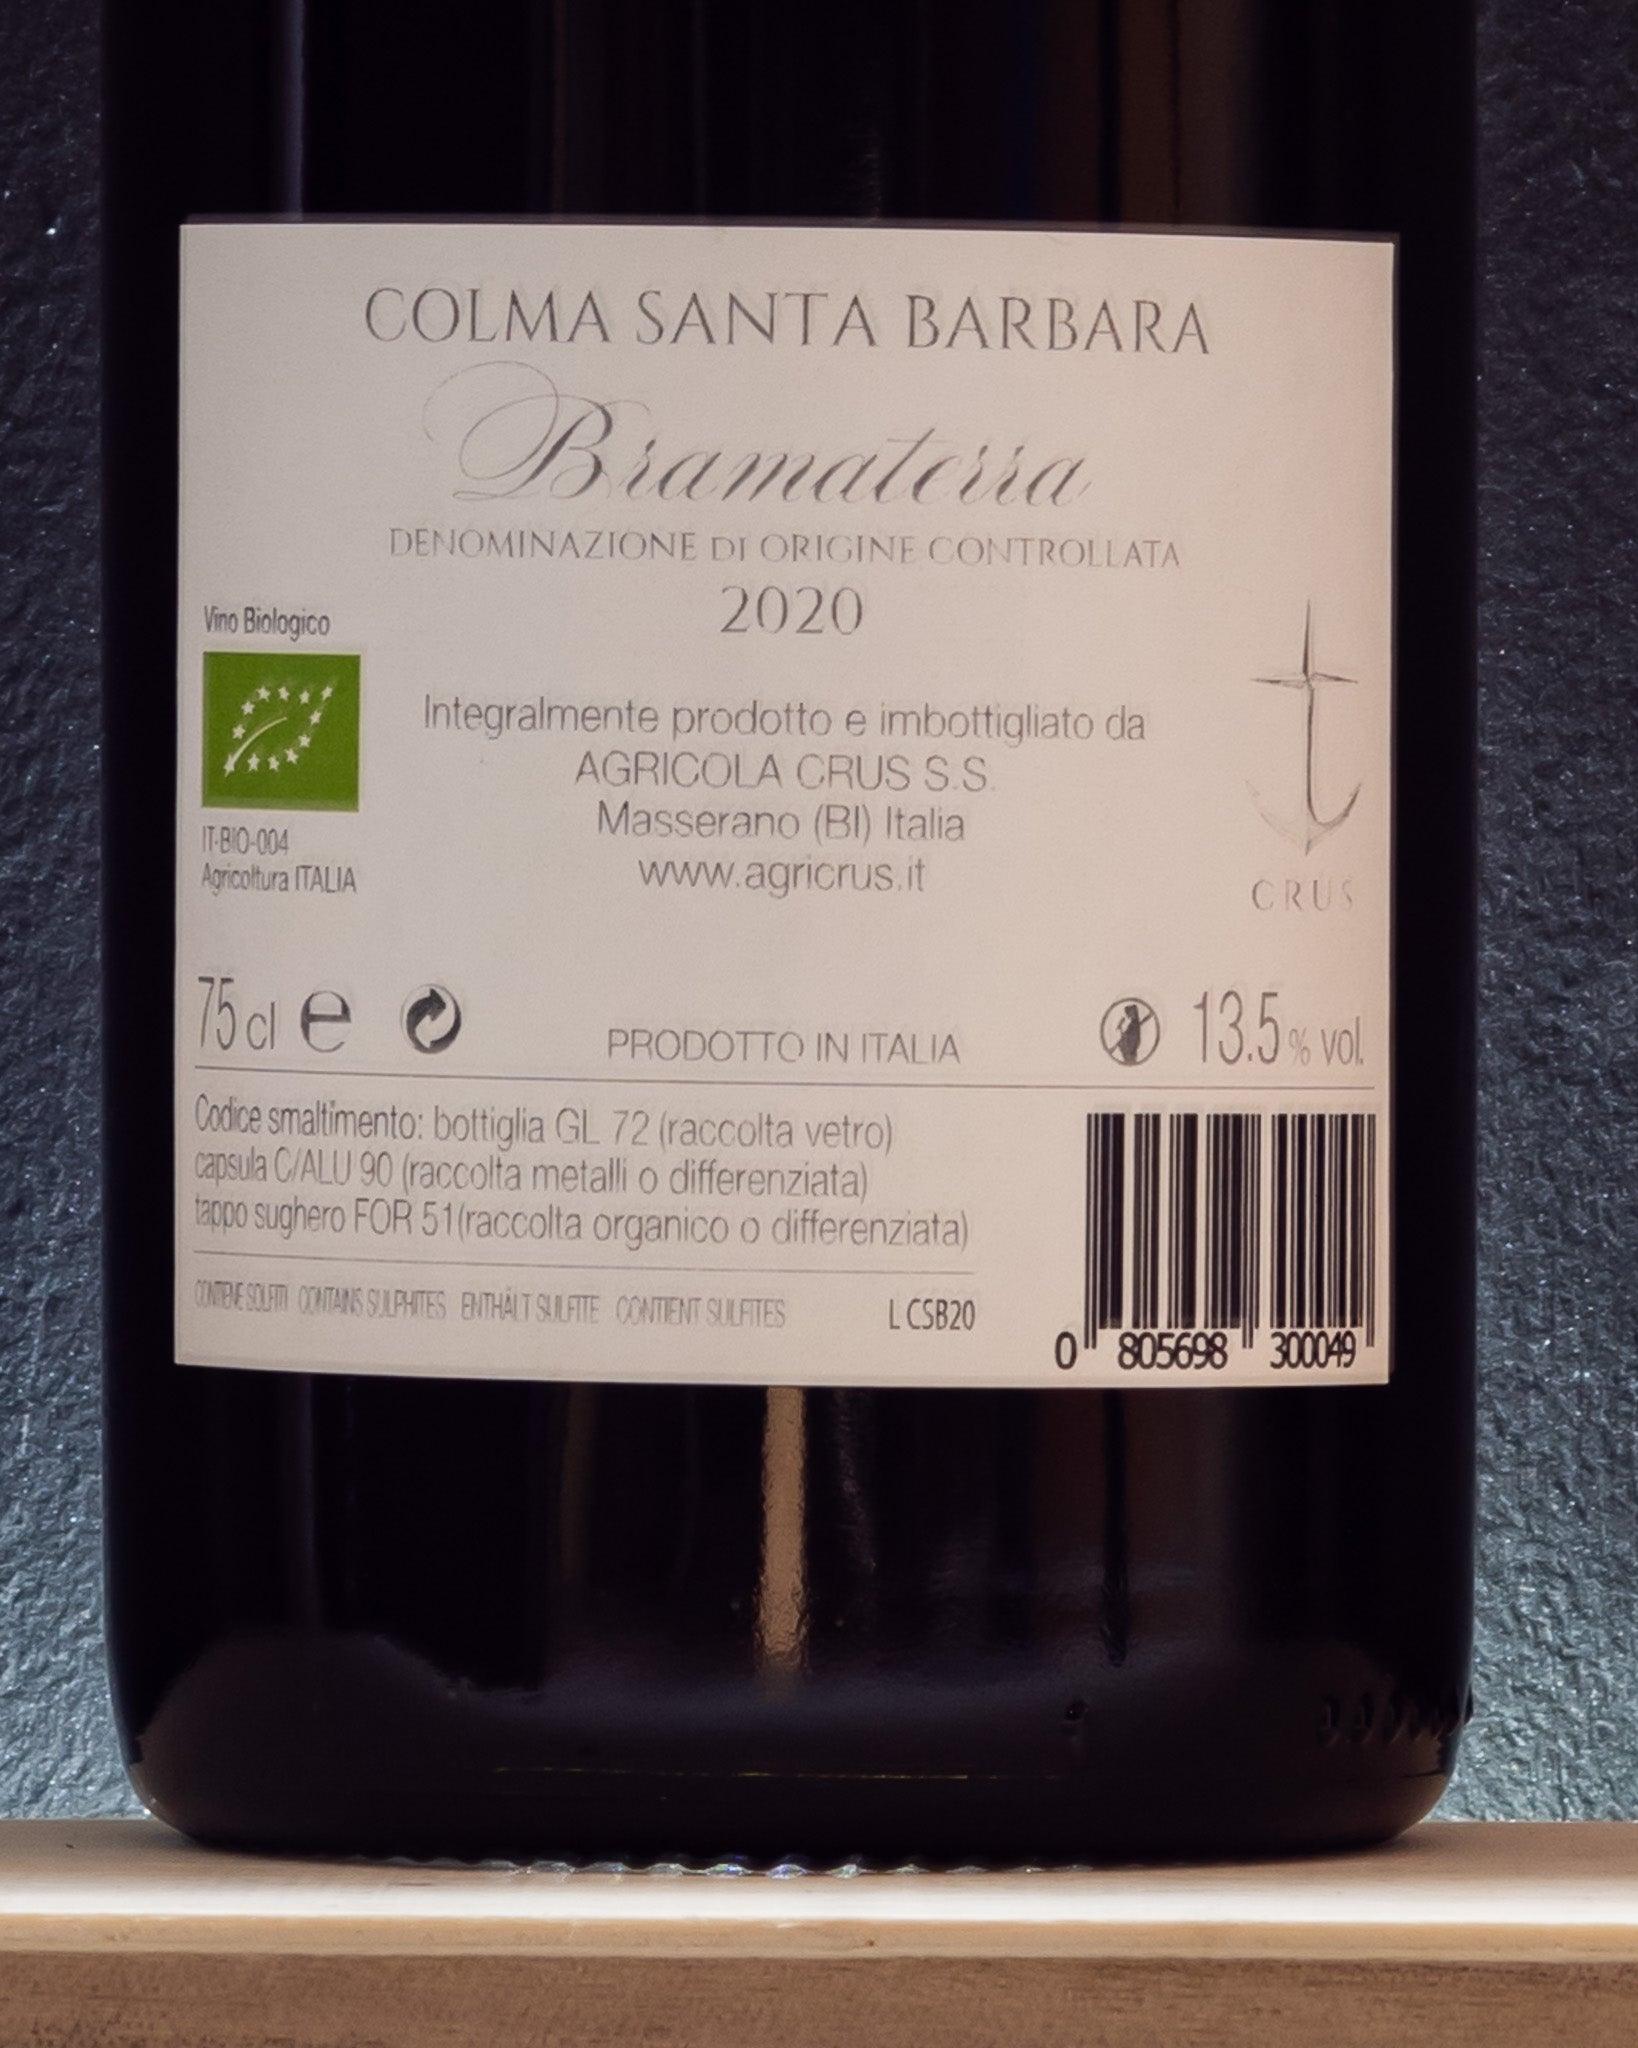 COLMA SANTA BARBARA
Bramaterra
DENOMINAZIONE DI ORIGINE CONTROLLATA
2020
Vino Biologico
IT-BIO-004
Agricoltura ITALIA
Integralmente prodotto e imbottigliato da
AGRICOLA CRUS S.S.
Masserano (BI) Italia
www.agricrus.it
CRUS
75 cl e
PRODOTTO IN ITALIA
13.5 % vol.
Codice smaltimento: bottiglia GL 72 (raccolta vetro)
capsula C/ALU 90 (raccolta metalli o differenziata)
tappo sughero FOR 51(raccolta organico o differenziata)
CONTIENE SOLFITI CONTAINS SULPHITES ENTHÄLT SULFITE CONTIENT SULFITES
L CSB20
0 805698 300049